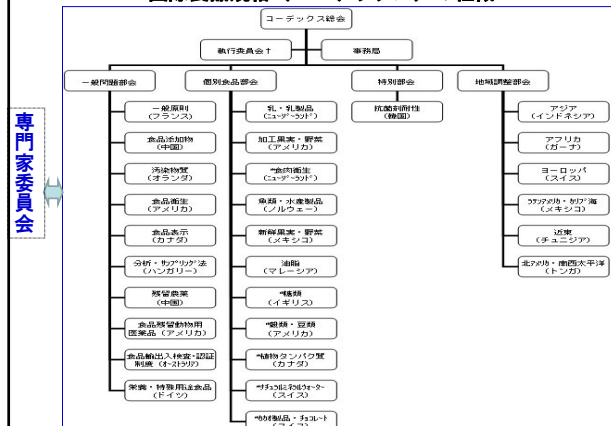 コーデックス総会
執行委員会†
事務局
一般問題部会
個別食品部会
特別部会
地域調整部会
専門家委員会
一般原則
(フランス)
食品添加物
(中国)
汚染物質
(オランダ)
食品衛生
(アメリカ)
食品表示
(カナダ)
分析・サンプリング法
(ハンガリー)
残留農薬
(中国)
食品残留動物用
医薬品(アメリカ)
食品輸出入検査・認証
制度(オーストラリア)
栄養・特殊用途食品
(ドイツ)
乳・乳製品
(ニュージーランド)
加工果実・野菜
(アメリカ)
*食肉衛生
(ニュージーランド)
魚類・水産製品
(ノルウェー)
新鮮果実・野菜
(メキシコ)
油脂
(マレーシア)
*糖類
(イギリス)
*穀類・豆類
(アメリカ)
*植物タンパク質
(カナダ)
*ナチュラルミネラルウォーター
(スイス)
*カカオ製品・チョコレート
(スイス)
抗菌剤耐性
(韓国)
アジア
(インドネシア)
アフリカ
(ガーナ)
ヨーロッパ
(スイス)
ラテンアメリカ・カリブ海
(メキシコ)
近東
(チュニジア)
北アメリカ・南西太平洋
(トンガ)